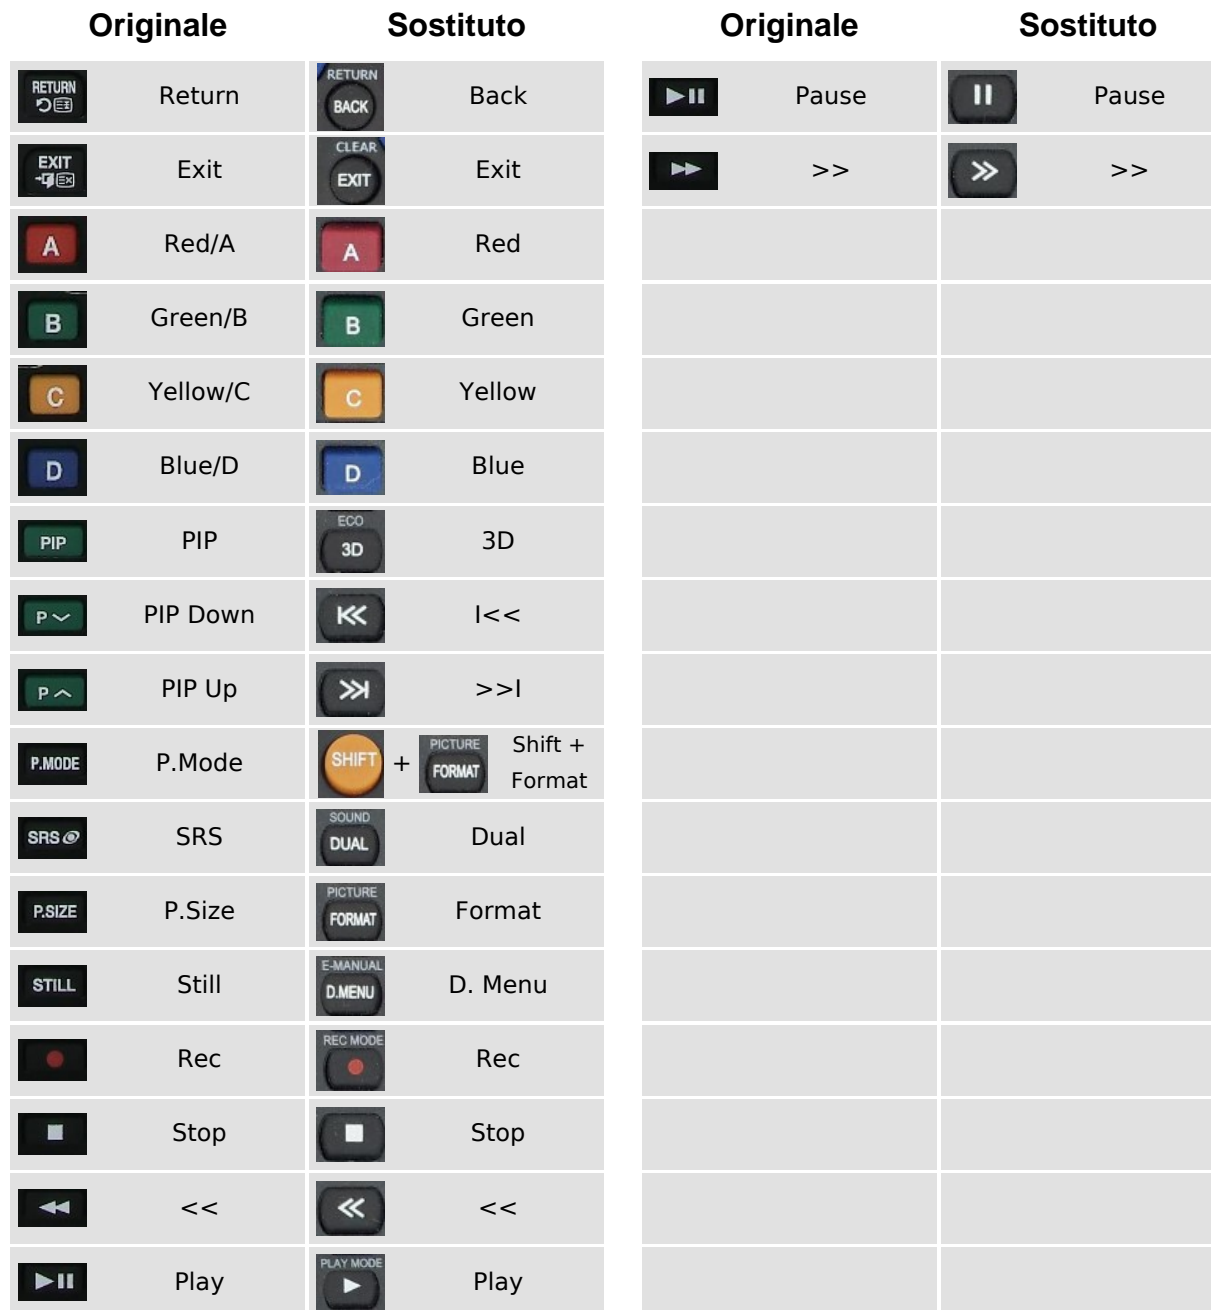 Originale Sostituto Originale Sostituto
RETURN Return RETURN BACK Back Pause Pause
EXIT Exit CLEAR EXIT Exit >> >>
A Red/A A Red
B Green/B B Green
C Yellow/C C Yellow
D Blue/D D Blue
PIP PIP ECO 3D 3D
P PIP Down I<<
P PIP Up >>I
P.MODE P.Mode SHIFT + PICTURE FORMAT Shift + Format
SRS SRS SOUND DUAL Dual
P.SIZE P.Size PICTURE FORMAT Format
STILL Still E-MANUAL D.MENU D. Menu
Rec REC MODE Rec
Stop Stop
<< <<
Play PLAY MODE Play